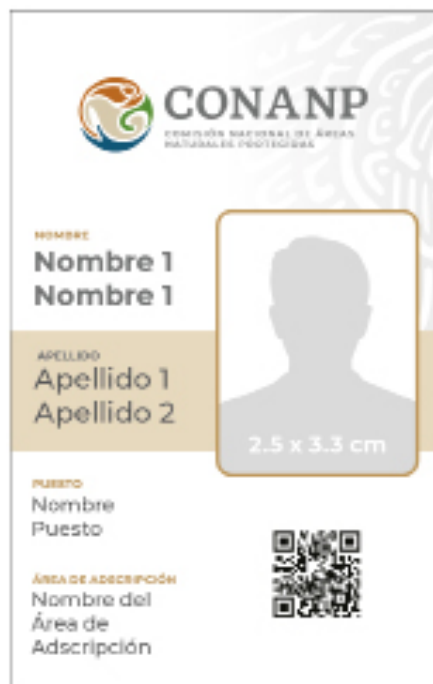 CONANP
COMISIÓN NACIONAL DE ÁREAS
NATURALES PROTEGIDAS
NOMBRE
Nombre 1
Nombre 1
APELLIDO
Apellido 1
Apellido 2
2.5 x 3.3 cm
PUESTO
Nombre
Puesto
ÁREA DE ADSCRIPCIÓN
Nombre del
Área de
Adscripción